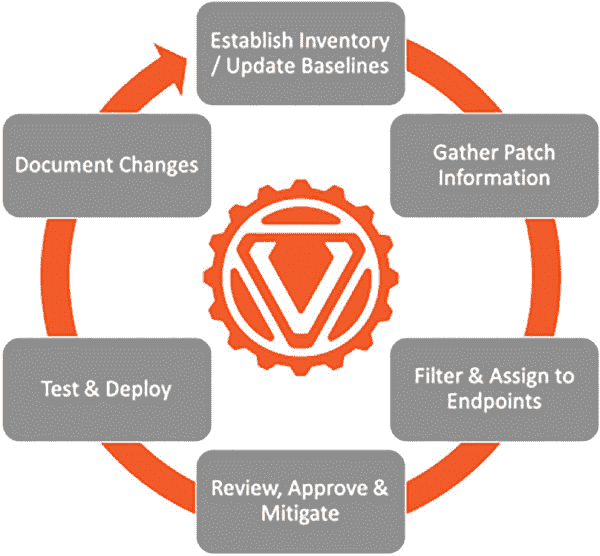 Establish Inventory
/ Update Baselines
Gather Patch
Information
Filter & Assign to
Endpoints
Review, Approve &
Mitigate
Test & Deploy
Document Changes
V